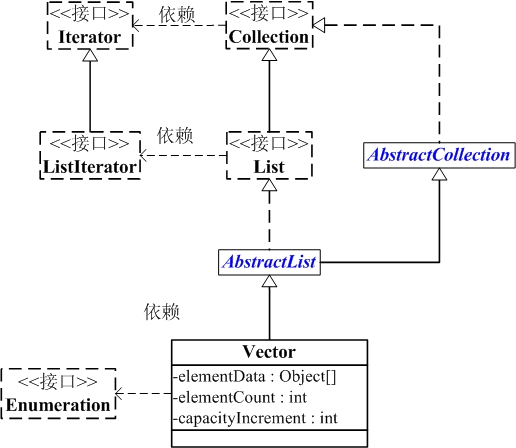 <<接口>>
Iterator
依赖
<<接口>>
Collection
<<接口>>
ListIterator
依赖
<<接口>>
List
AbstractCollection
AbstractList
依赖
Vector
-elementData : Object[]
-elementCount : int
-capacityIncrement : int
<<接口>>
Enumeration